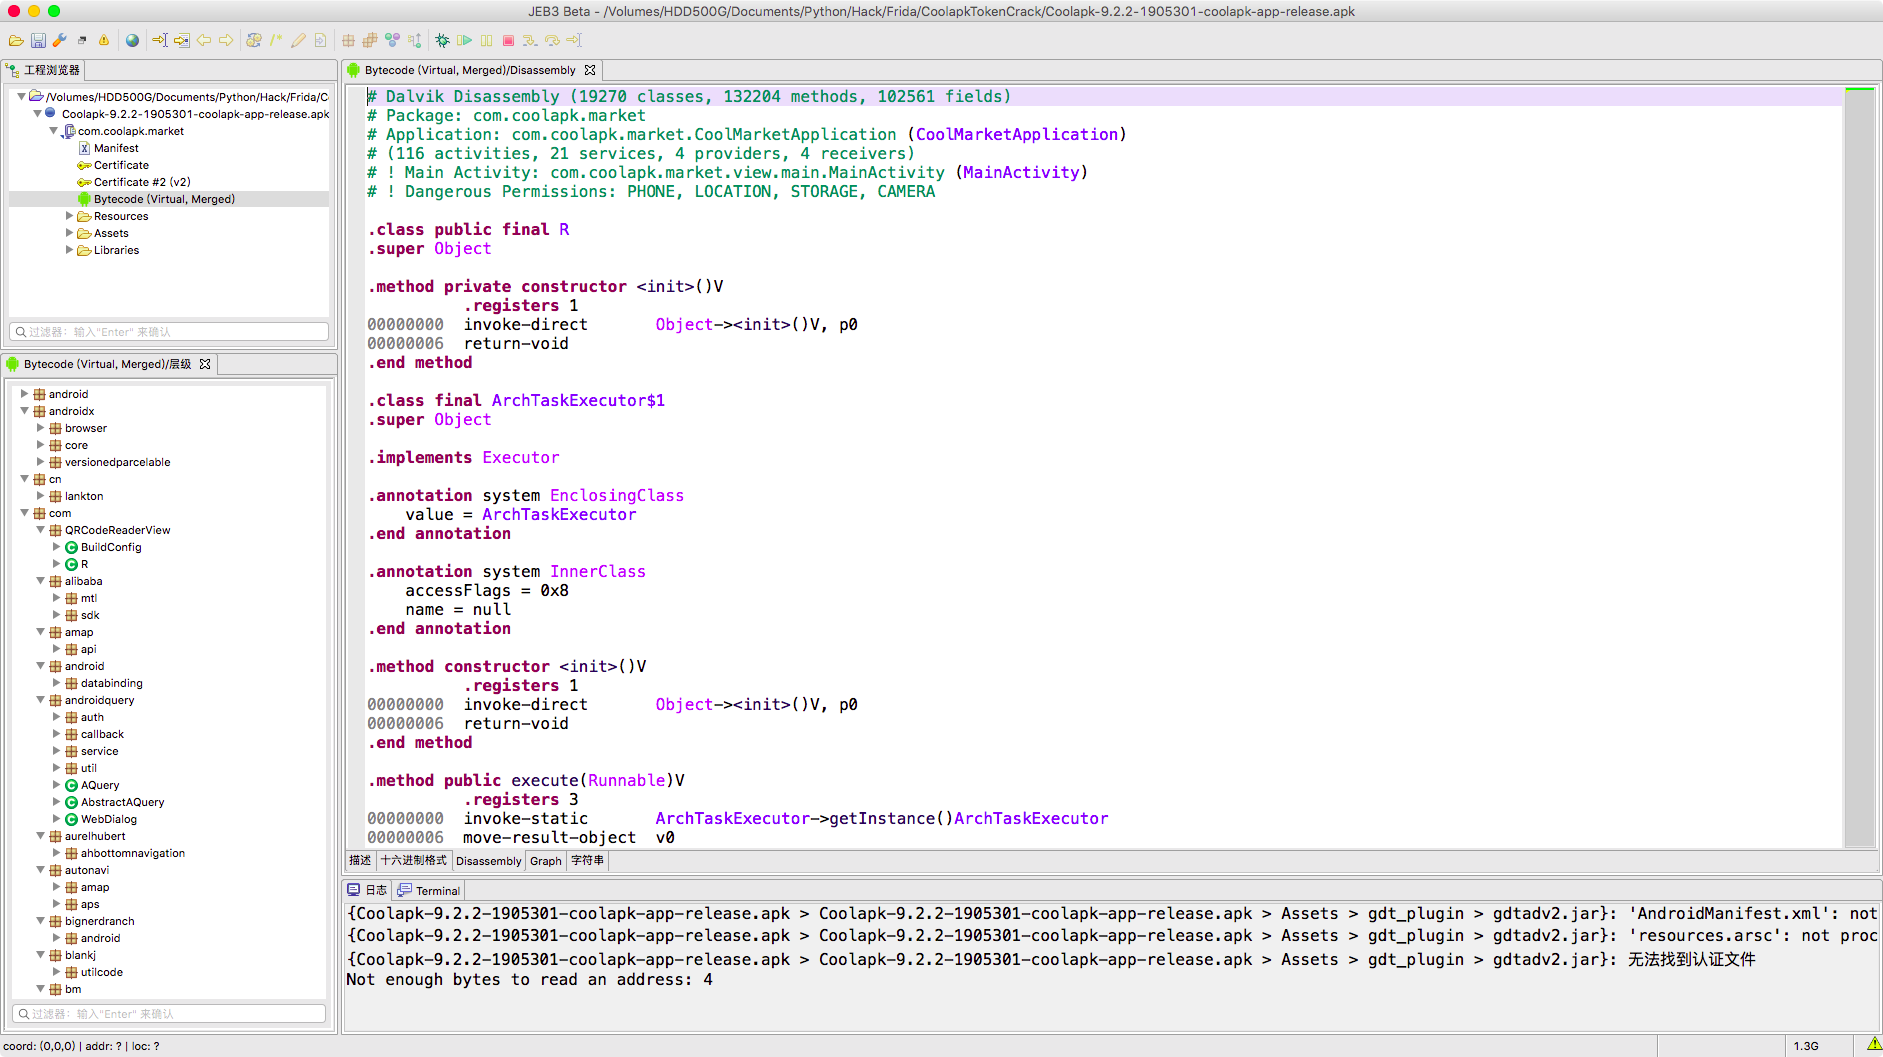 JEB3 Beta - /Volumes/HDD500G/Documents/Python/Hack/Frida/CoolapkTokenCrack/Coolapk-9.2.2-1905301-coolapk-app-release.apk
工程浏览器
/Volumes/HDD500G/Documents/Python/Hack/Frida/C
Coolapk-9.2.2-1905301-coolapk-app-release.apk
com.coolapk.market
Manifest
Certificate
Certificate #2 (v2)
Bytecode (Virtual, Merged)
Resources
Assets
Libraries
过滤器：输入"Enter" 来确认
Bytecode (Virtual, Merged)/层级
android
androidx
browser
core
versionedparcelable
cn
lankton
com
QRCodeReaderView
BuildConfig
R
alibaba
mtl
sdk
amap
api
android
databinding
androidquery
auth
callback
service
util
AQuery
AbstractAQuery
WebDialog
aurelhubert
ahbottomnavigation
autonavi
amap
aps
bignerdranch
android
blankj
utilcode
bm
过滤器：输入"Enter" 来确认
Bytecode (Virtual, Merged)/Disassembly
# Dalvik Disassembly (19270 classes, 132204 methods, 102561 fields)
# Package: com.coolapk.market
# Application: com.coolapk.market.CoolMarketApplication (CoolMarketApplication)
# (116 activities, 21 services, 4 providers, 4 receivers)
# ! Main Activity: com.coolapk.market.view.main.MainActivity (MainActivity)
# ! Dangerous Permissions: PHONE, LOCATION, STORAGE, CAMERA
.class public final R
.super Object
.method private constructor <init>()V
.registers 1
00000000 invoke-direct Object-><init>()V, p0
00000006 return-void
.end method
.class final ArchTaskExecutor$1
.super Object
.implements Executor
.annotation system EnclosingClass
value = ArchTaskExecutor
.end annotation
.annotation system InnerClass
accessFlags = 0x8
name = null
.end annotation
.method constructor <init>()V
.registers 1
00000000 invoke-direct Object-><init>()V, p0
00000006 return-void
.end method
.method public execute(Runnable)V
.registers 3
00000000 invoke-static ArchTaskExecutor->getInstance()ArchTaskExecutor
00000006 move-result-object v0
描述 十六进制格式 Disassembly Graph 字符串
日志 Terminal
{Coolapk-9.2.2-1905301-coolapk-app-release.apk > Coolapk-9.2.2-1905301-coolapk-app-release.apk > Assets > gdt_plugin > gdtadv2.jar}: 'AndroidManifest.xml': not
{Coolapk-9.2.2-1905301-coolapk-app-release.apk > Coolapk-9.2.2-1905301-coolapk-app-release.apk > Assets > gdt_plugin > gdtadv2.jar}: 'resources.arsc': not proc
{Coolapk-9.2.2-1905301-coolapk-app-release.apk > Coolapk-9.2.2-1905301-coolapk-app-release.apk > Assets > gdt_plugin > gdtadv2.jar}: 无法找到认证文件
Not enough bytes to read an address: 4
coord: (0,0,0) | addr: ? | loc: ?
1.3G